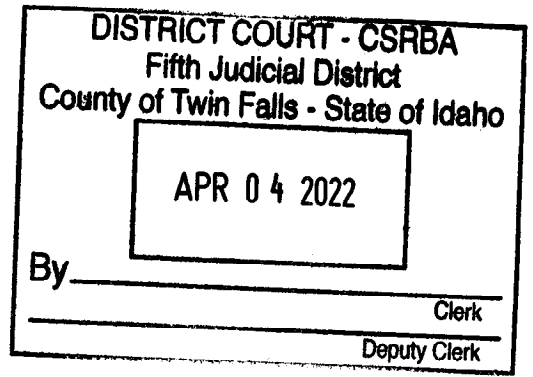 DISTRICT COURT - CSRBA
Fifth Judicial District
County of Twin Falls - State of Idaho
APR 04 2022
By
Clerk
Deputy Clerk